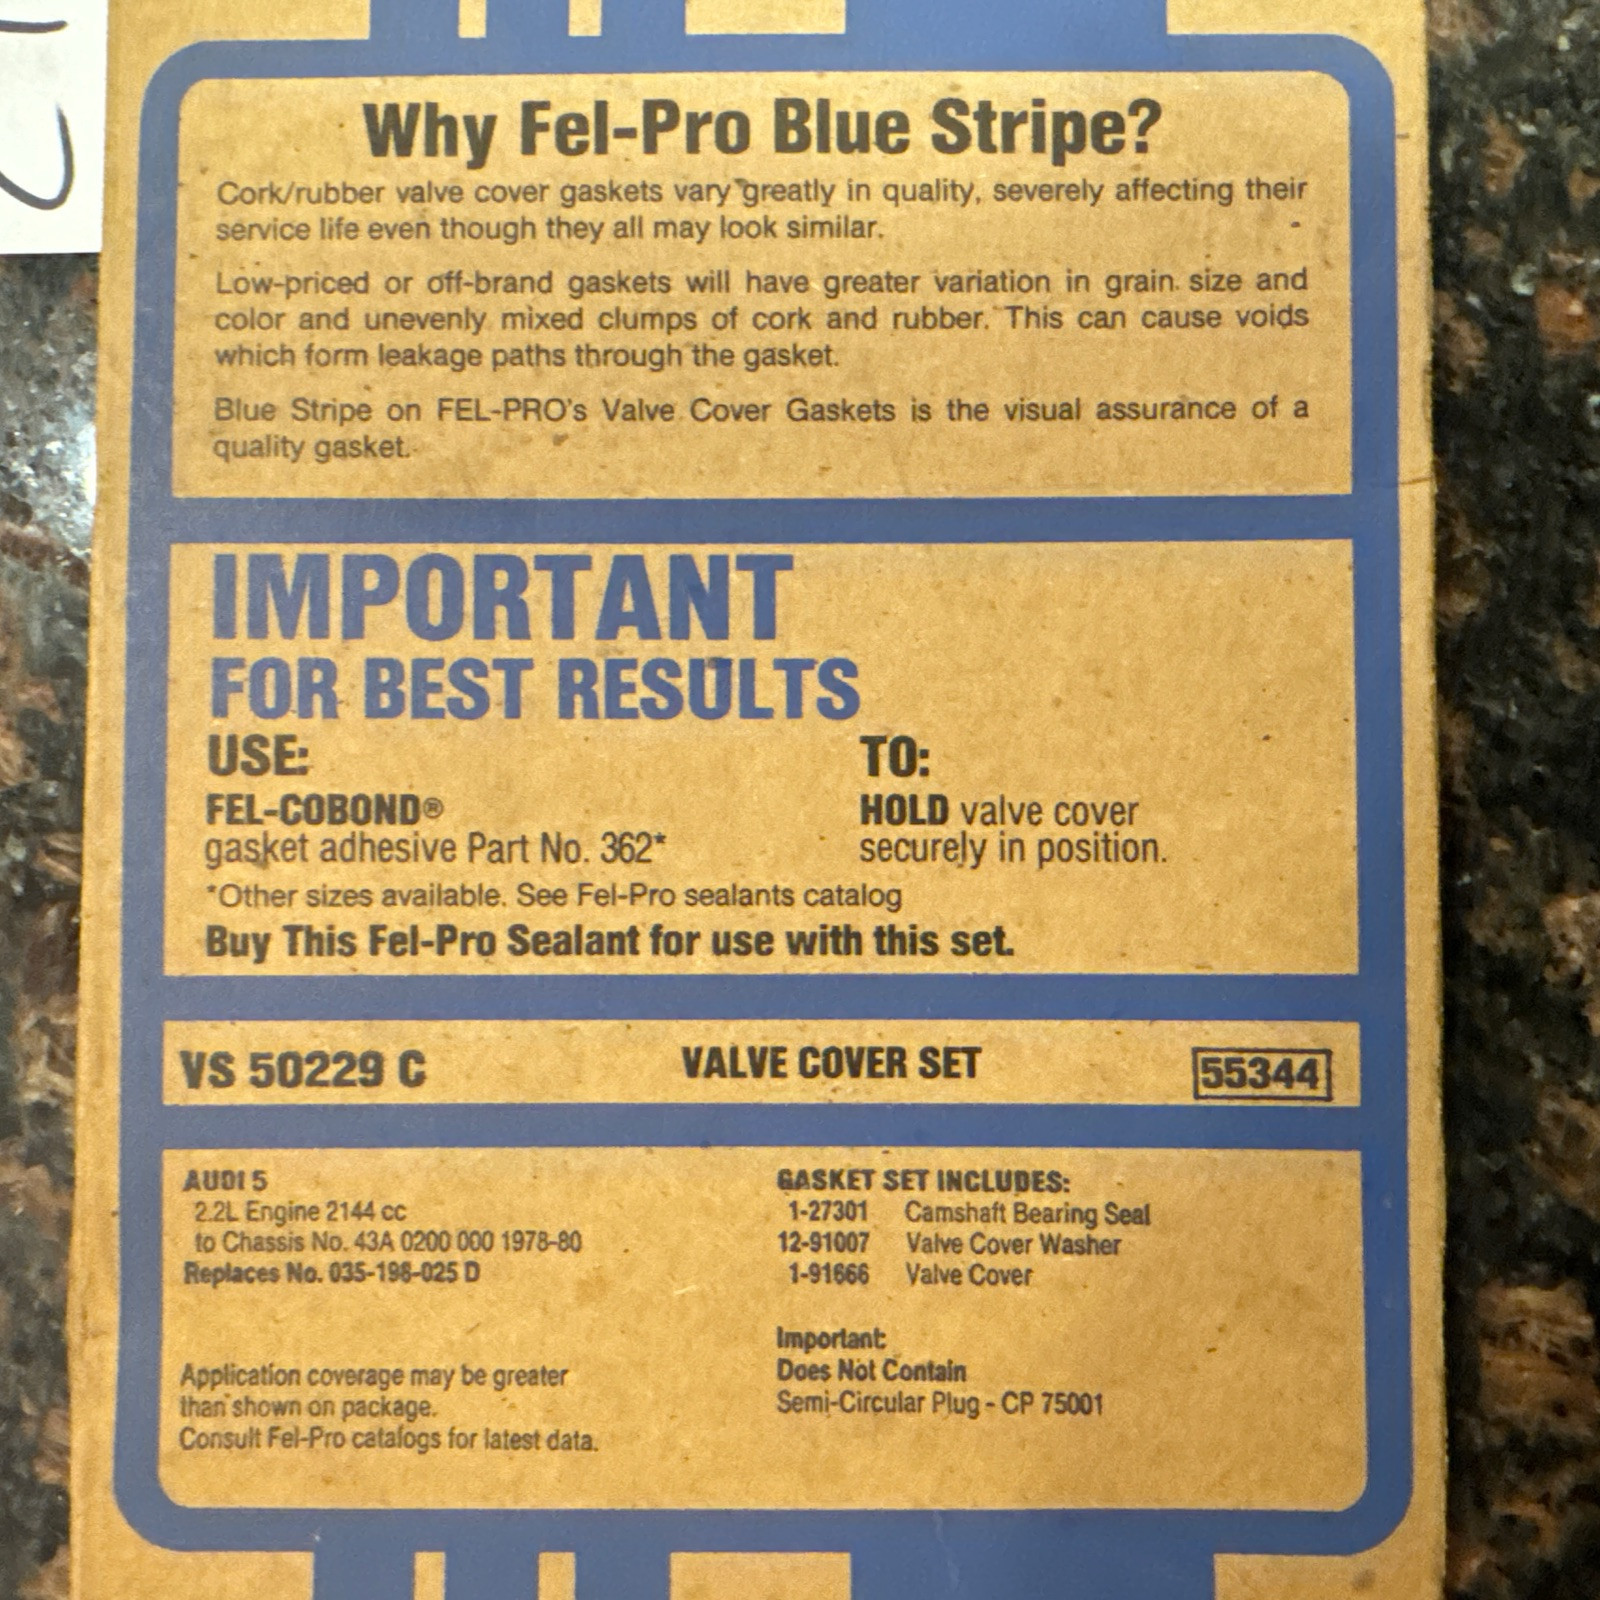 Why Fel-Pro Blue Stripe?
Cork/rubber valve cover gaskets vary greatly in quality, severely affecting their
service life even though they all may look similar.
Low-priced or off-brand gaskets will have greater variation in grain size and
color and unevenly mixed clumps of cork and rubber. This can cause voids
which form leakage paths through the gasket.
Blue Stripe on FEL-PRO's Valve Cover Gaskets is the visual assurance of a
quality gasket.
IMPORTANT
FOR BEST RESULTS
USE: TO:
FEL-COBOND® HOLD valve cover
gasket adhesive Part No. 362* securely in position.
*Other sizes available. See Fel-Pro sealants catalog
Buy This Fel-Pro Sealant for use with this set.
VS 50229 C VALVE COVER SET 55344
AUDI 5
2.2L Engine 2144 cc
to Chassis No. 43A 0200 000 1978-80
Replaces No. 035-198-025 D
Application coverage may be greater
than shown on package.
Consult Fel-Pro catalogs for latest data.
GASKET SET INCLUDES:
1-27301 Camshaft Bearing Seal
12-91007 Valve Cover Washer
1-91666 Valve Cover
Important:
Does Not Contain
Semi-Circular Plug - CP 75001